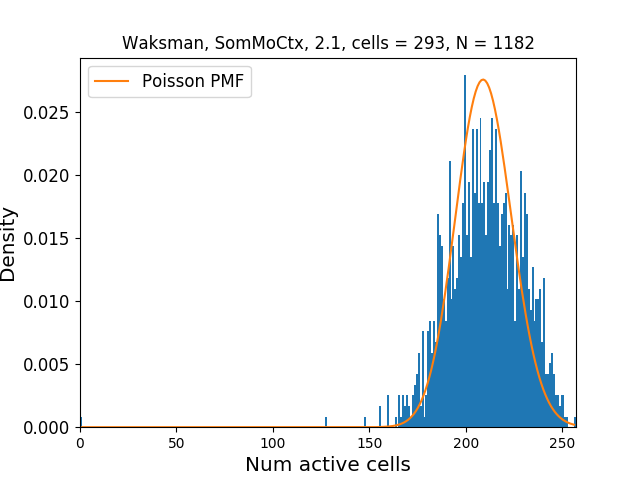 Waksman, SomMoCtx, 2.1, cells = 293, N = 1182
Poisson PMF
Density
0.025
0.020
0.015
0.010
0.005
0.000
0 50 100 150 200 250
Num active cells